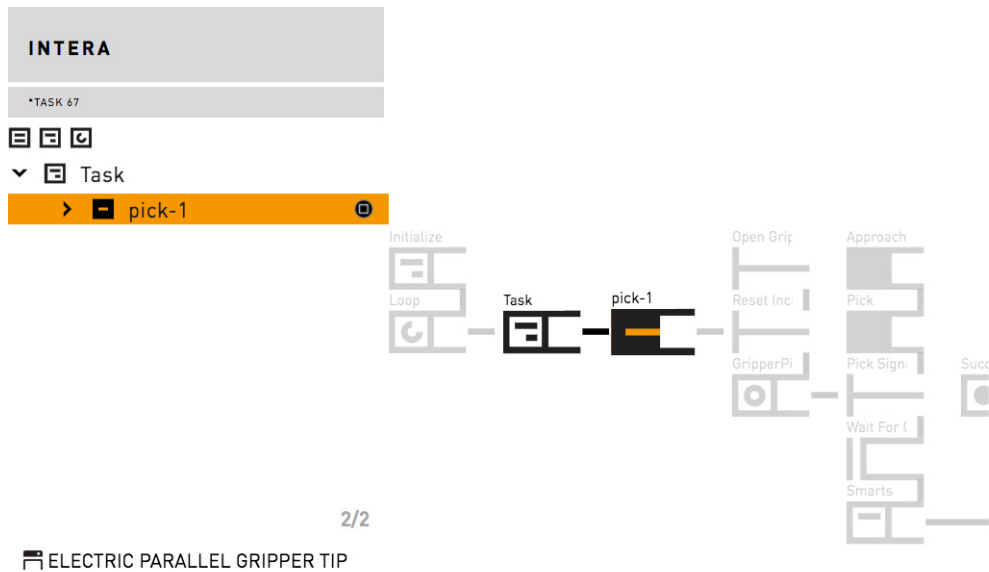 INTERA
*TASK 67
Task
pick-1
Initialize
Open Grip
Approach
Loop
Task
pick-1
Reset Inc
Pick
GripperPi
Pick Sign
Succ
Wait For
Smarts
2/2
ELECTRIC PARALLEL GRIPPER TIP